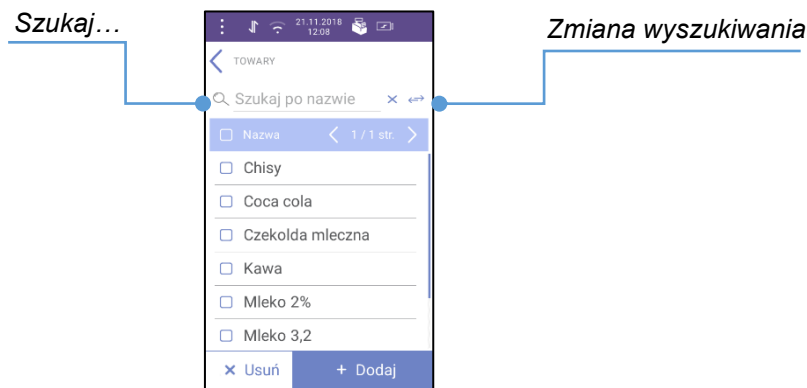 Szukaj…
Zmiana wyszukiwania
21.11.2018
12:08
TOWARY
Szukaj po nazwie
Nazwa 1 / 1 str.
Chisy
Coca cola
Czekolda mleczna
Kawa
Mleko 2%
Mleko 3,2
Usuń + Dodaj